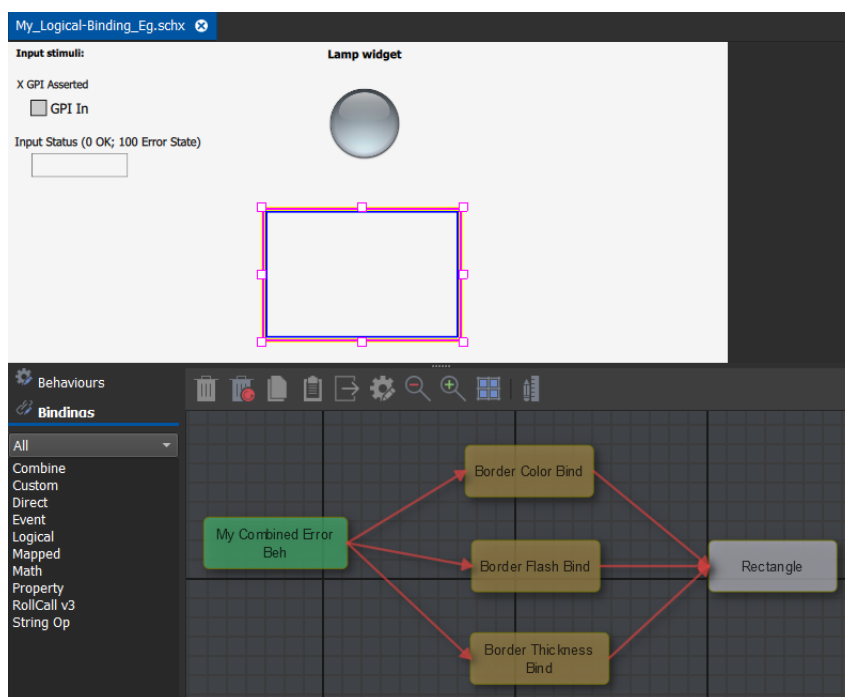 My_Logical-Binding_Eg.schx
Input stimuli:
Lamp widget
X GPI Asserted
GPI In
Input Status (0 OK; 100 Error State)
Behaviours
Bindings
All
Combine
Custom
Direct
Event
Logical
Mapped
Math
Property
RollCall v3
String Op
Border Color Bind
My Combined Error
Beh
Border Flash Bind
Rectangle
Border Thickness
Bind